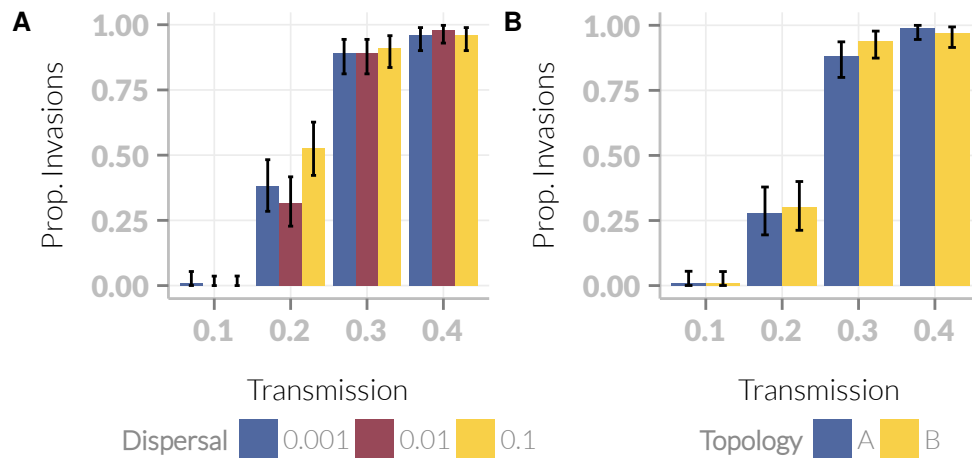 A
Prop. Invasions
1.00
0.75
0.50
0.25
0.00
0.1 0.2 0.3 0.4
Transmission
Dispersal 0.001 0.01 0.1
B
Prop. Invasions
1.00
0.75
0.50
0.25
0.00
0.1 0.2 0.3 0.4
Transmission
Topology A B